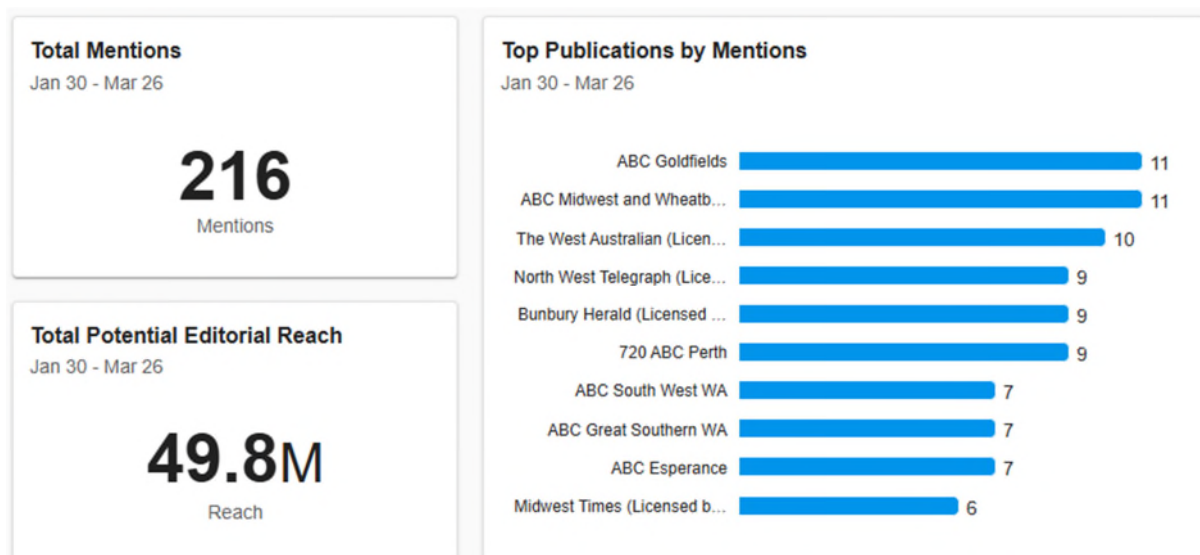 Total Mentions
Jan 30 - Mar 26
216
Mentions
Total Potential Editorial Reach
Jan 30 - Mar 26
49.8M
Reach
Top Publications by Mentions
Jan 30 - Mar 26
ABC Goldfields 11
ABC Midwest and Wheatb... 11
The West Australian (Licen... 10
North West Telegraph (Lice... 9
Bunbury Herald (Licensed ... 9
720 ABC Perth 9
ABC South West WA 7
ABC Great Southern WA 7
ABC Esperance 7
Midwest Times (Licensed b... 6